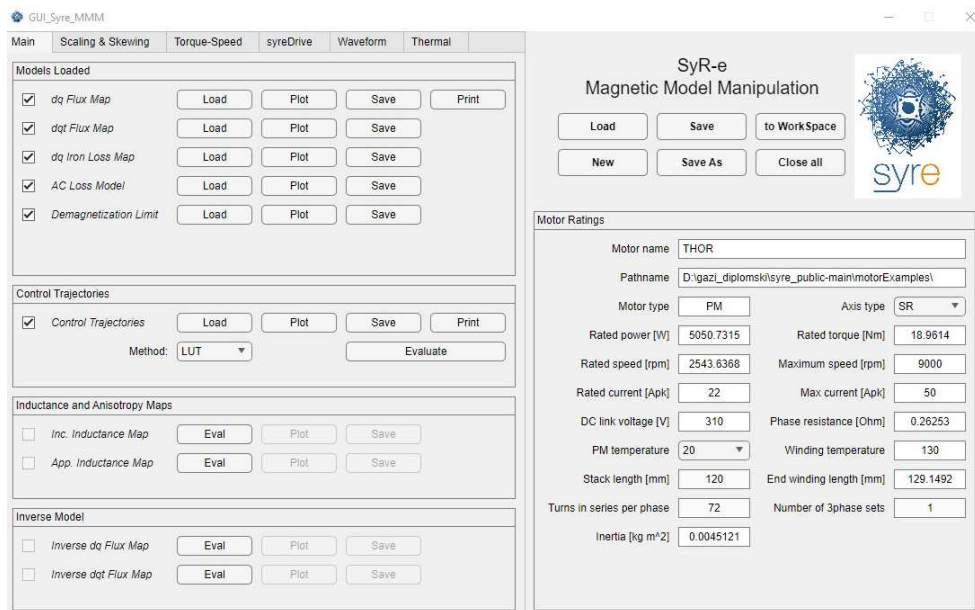 GUI_Syre_MMM
Main Scaling & Skewing Torque-Speed syreDrive Waveform Thermal
Models Loaded
dq Flux Map Load Plot Save Print
dqt Flux Map Load Plot Save
dq Iron Loss Map Load Plot Save
AC Loss Model Load Plot Save
Demagnetization Limit Load Plot Save
Control Trajectories
Control Trajectories Load Plot Save Print
Method: LUT Evaluate
Inductance and Anisotropy Maps
Inc. Inductance Map Eval Plot Save
App. Inductance Map Eval Plot Save
Inverse Model
Inverse dq Flux Map Eval Plot Save
Inverse dqt Flux Map Eval Plot Save
SyR-e
Magnetic Model Manipulation
Load Save to WorkSpace
New Save As Close all
syre
Motor Ratings
Motor name THOR
Pathname D:\gazi_diplomski\syre_public-main\motorExamples\
Motor type PM Axis type SR
Rated power [W] 5050.7315 Rated torque [Nm] 18.9614
Rated speed [rpm] 2543.6368 Maximum speed [rpm] 9000
Rated current [Apk] 22 Max current [Apk] 50
DC link voltage [V] 310 Phase resistance [Ohm] 0.26253
PM temperature 20 Winding temperature 130
Stack length [mm] 120 End winding length [mm] 129.1492
Turns in series per phase 72 Number of 3phase sets 1
Inertia [kg m^2] 0.0045121